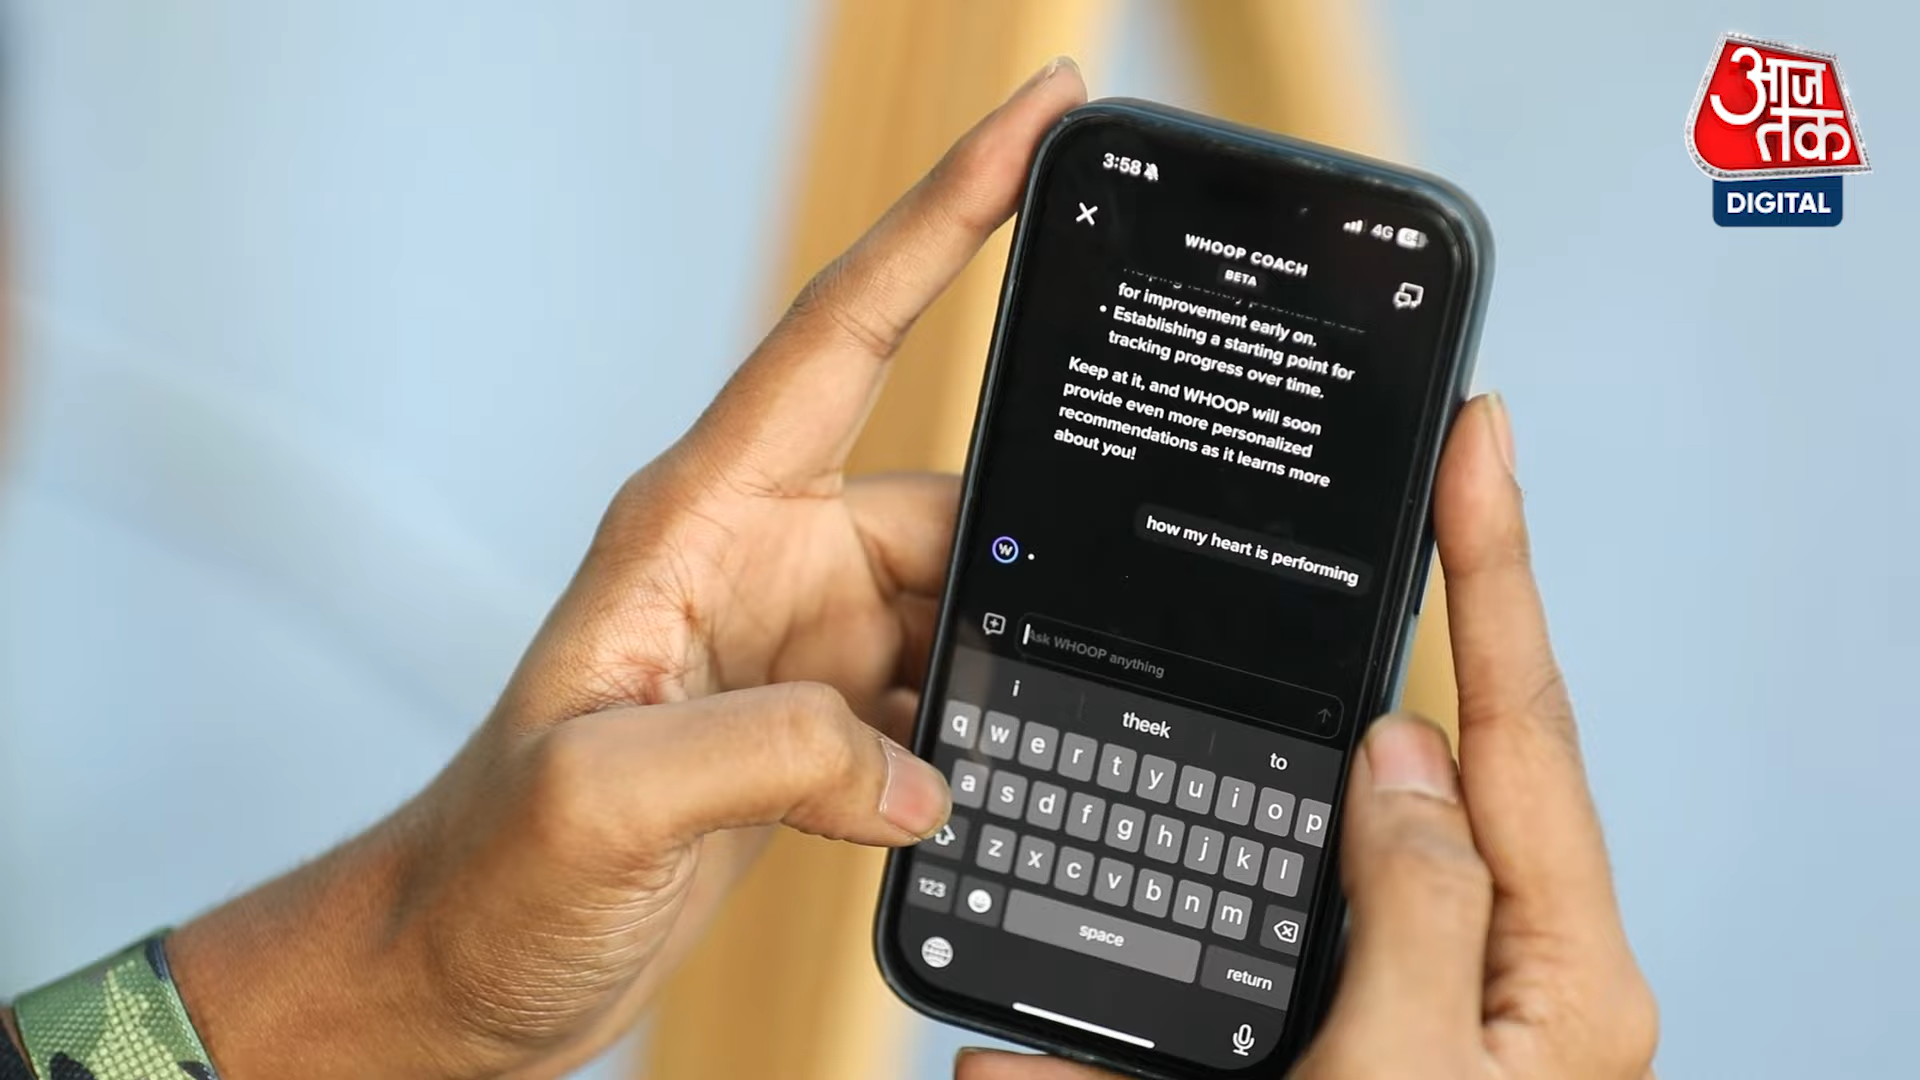 आज
तक
DIGITAL
3:58
4G 64
WHOOP COACH
BETA
for improvement early on.
• Establishing a starting point for
tracking progress over time.
Keep at it, and WHOOP will soon
provide even more personalized
recommendations as it learns more
about you!
how my heart is performing
W
Ask WHOOP anything
i theek to
q w e r t y u i o p
a s d f g h j k l
z x c v b n m
123 space return